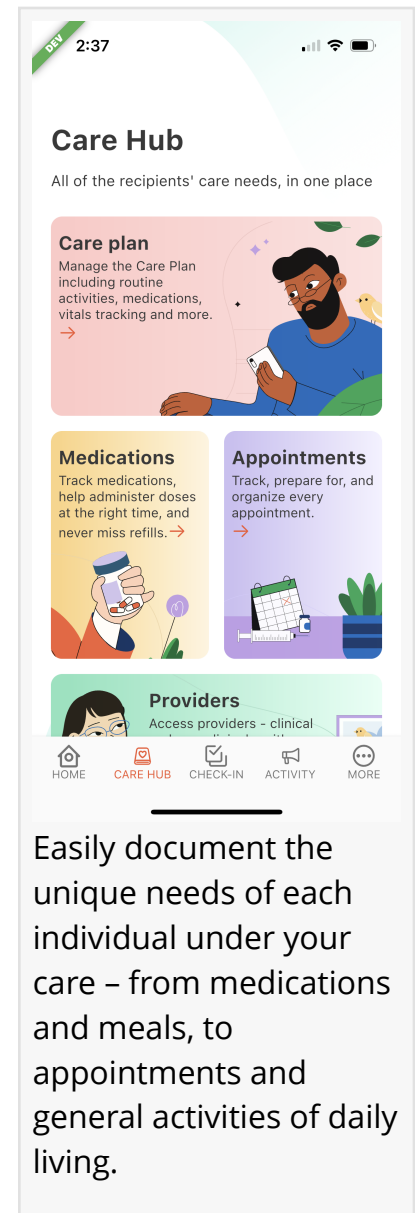 DEV
2:37
Care Hub
All of the recipients' care needs, in one place
Care plan
Manage the Care Plan
including routine
activities, medications,
vitals tracking and more.
→
Medications
Track medications,
help administer doses
at the right time, and
never miss refills. →
Appointments
Track, prepare for, and
organize every
appointment.
→
Providers
Access providers - clinical
HOME
CARE HUB
CHECK-IN
ACTIVITY
MORE
Easily document the
unique needs of each
individual under your
care – from medications
and meals, to
appointments and
general activities of daily
living.